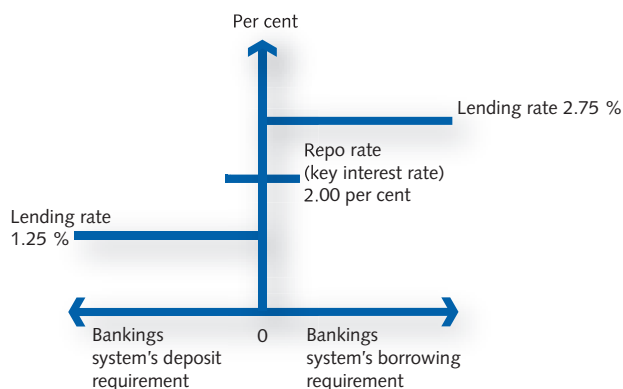 Per cent
Lending rate 2.75 %
Repo rate
(key interest rate)
2.00 per cent
Lending rate
1.25 %
Bankings
system's deposit
requirement
0
Bankings
system's borrowing
requirement